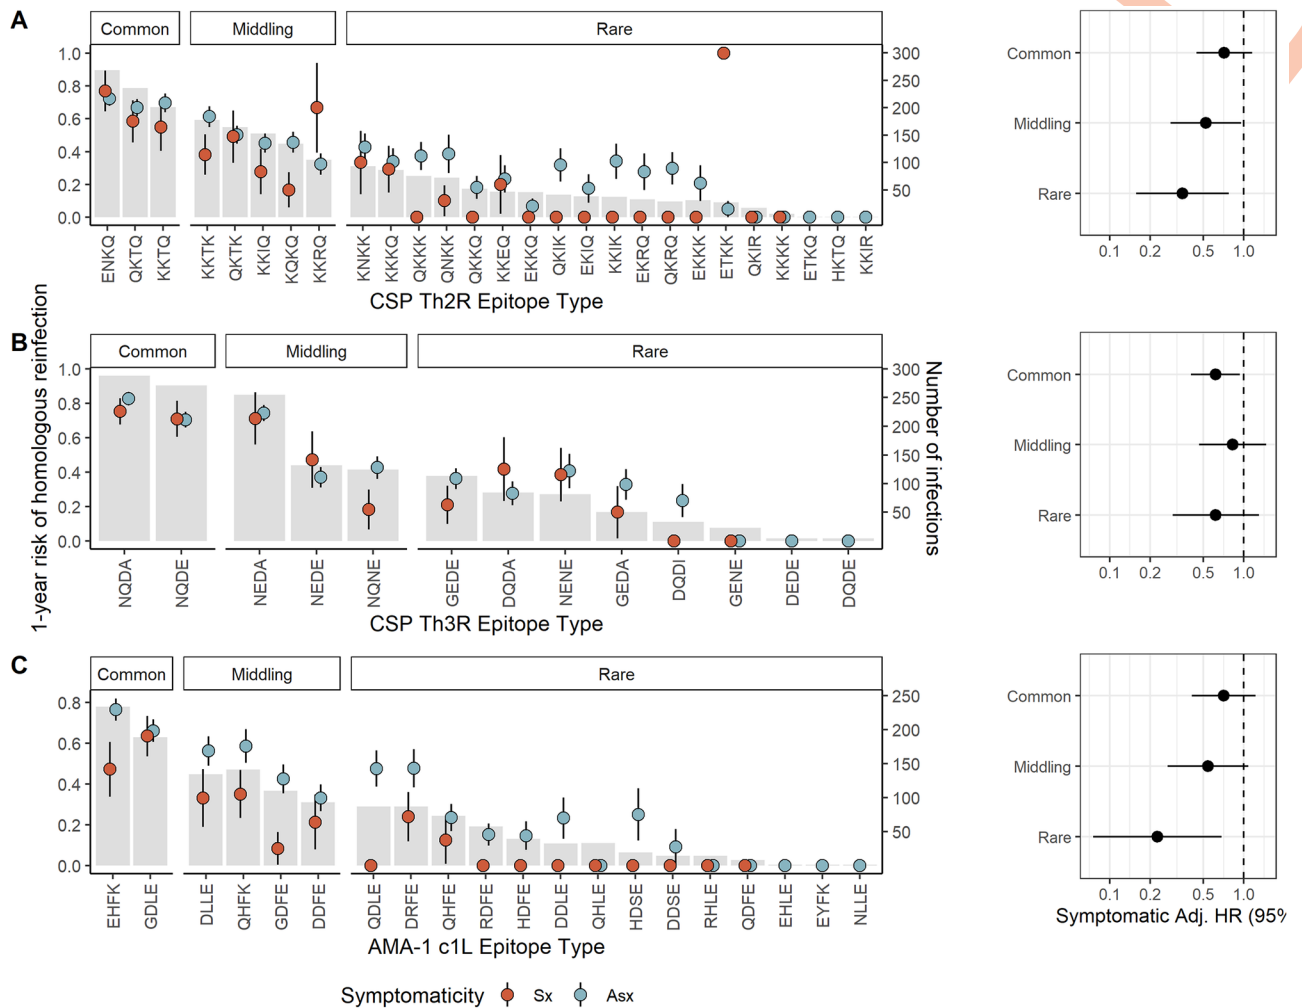 A
Common
Middling
Rare
1.0
0.8
0.6
0.4
0.2
0.0
300
250
200
150
100
50
ENKQ
QKTQ
KKTQ
KKTK
QKTK
KKIQ
KQKQ
KKRQ
KNKK
KKKQ
QKKK
QNKK
QKKQ
KKEQ
EKKQ
QKIK
EKIQ
KKIK
EKRQ
QKRQ
EKKK
ETKK
QKIR
KKKK
ETKQ
HKTQ
KKIR
CSP Th2R Epitope Type
Common
Middling
Rare
0.1 0.2 0.5 1.0
1-year risk of homologous reinfection
Number of infections
B
Common
Middling
Rare
1.0
0.8
0.6
0.4
0.2
0.0
300
250
200
150
100
50
NQDA
NQDE
NEDA
NEDE
NQNE
GEDE
DQDA
NENE
GEDA
DQDI
GENE
DEDE
DQDE
CSP Th3R Epitope Type
Common
Middling
Rare
0.1 0.2 0.5 1.0
C
Common
Middling
Rare
0.8
0.6
0.4
0.2
0.0
250
200
150
100
50
EHFK
GDLE
DLLE
QHFK
GDFE
DDFE
QDLE
DRFE
QHFE
RDFE
HDFE
DDLE
QHLE
HDSE
DDSE
RHLE
QDFE
EHLE
EYFK
NLLE
AMA-1 c1L Epitope Type
Common
Middling
Rare
0.1 0.2 0.5 1.0
Symptomatic Adj. HR (95%
Symptomaticity Sx Asx